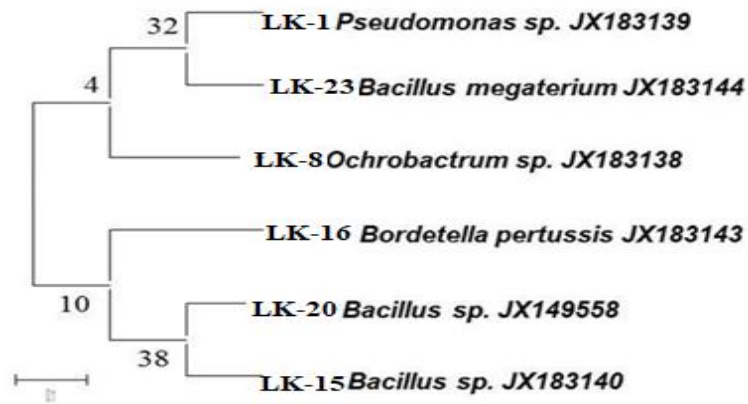 32
LK-1 Pseudomonas sp. JX183139
4
LK-23 Bacillus megaterium JX183144
LK-8 Ochrobactrum sp. JX183138
LK-16 Bordetella pertussis JX183143
10
LK-20 Bacillus sp. JX149558
38
LK-15 Bacillus sp. JX183140